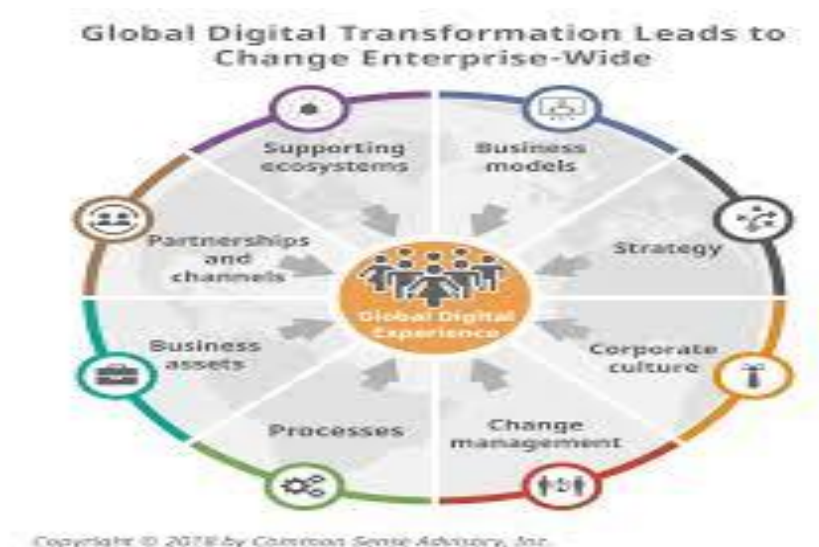 Global Digital Transformation Leads to
Change Enterprise-Wide
Supporting
ecosystems
Business
models
Partnerships
and
channels
Strategy
Global Digital
Experience
Business
assets
Corporate
culture
Processes
Change
management
Copyright © 2018 by Common Sense Advisory, Inc.